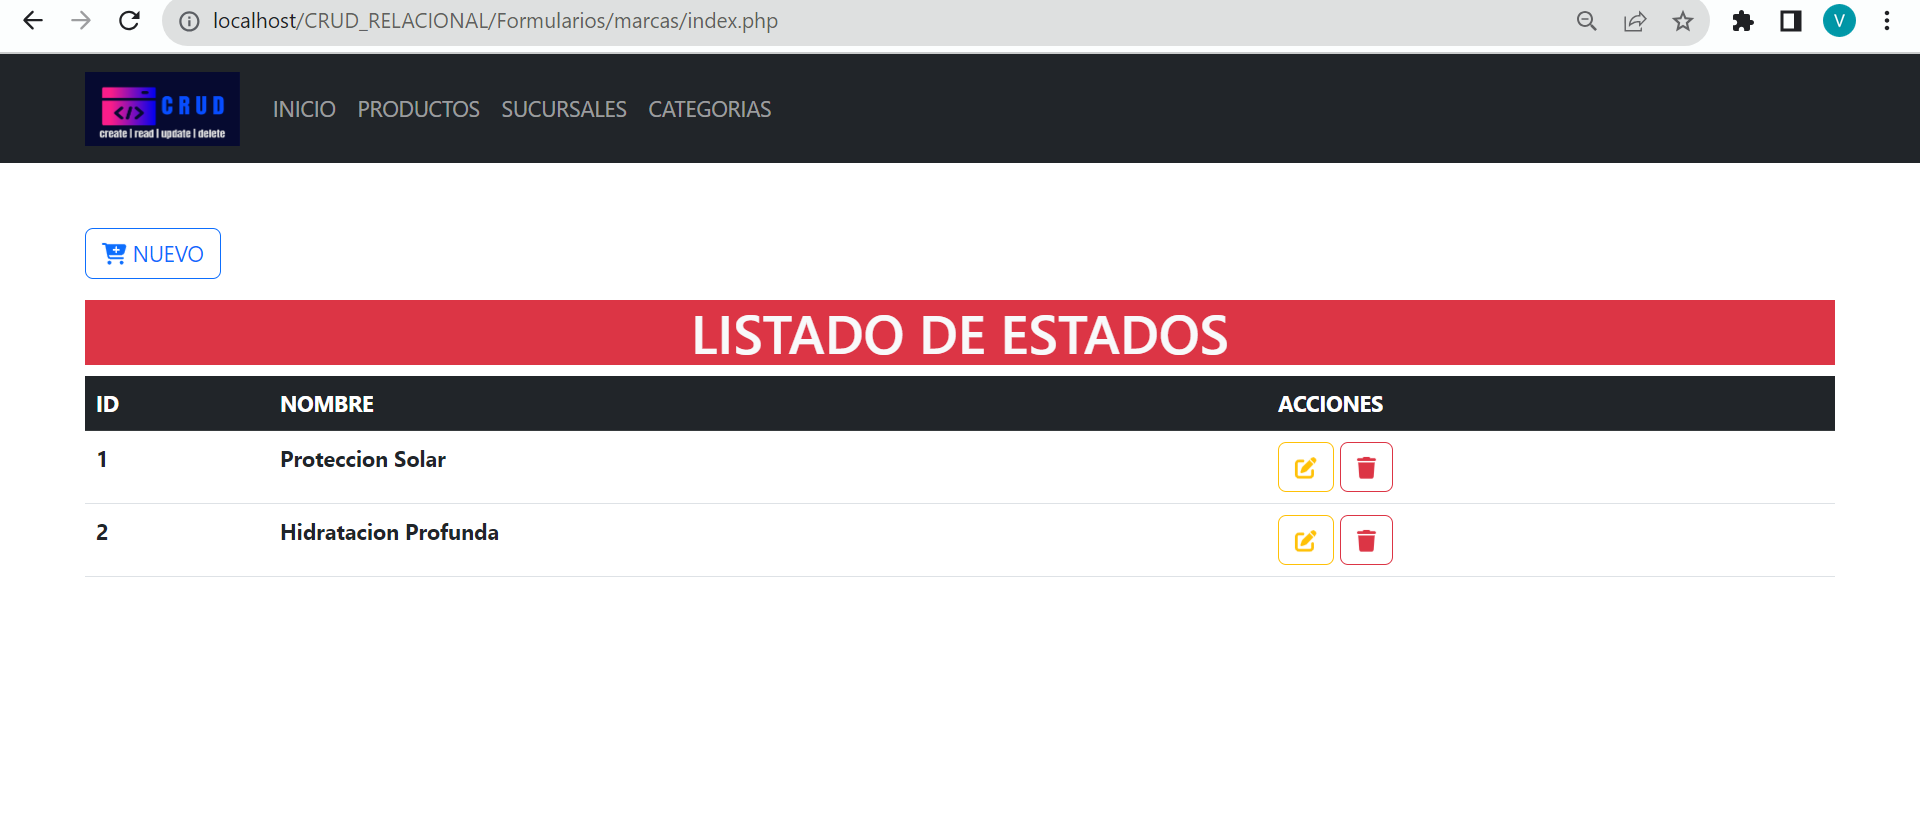 localhost/CRUD_RELACIONAL/Formularios/marcas/index.php
V
</> CRUD
create | read | update | delete
INICIO PRODUCTOS SUCURSALES CATEGORIAS
NUEVO
LISTADO DE ESTADOS
ID NOMBRE ACCIONES
1 Proteccion Solar
2 Hidratacion Profunda